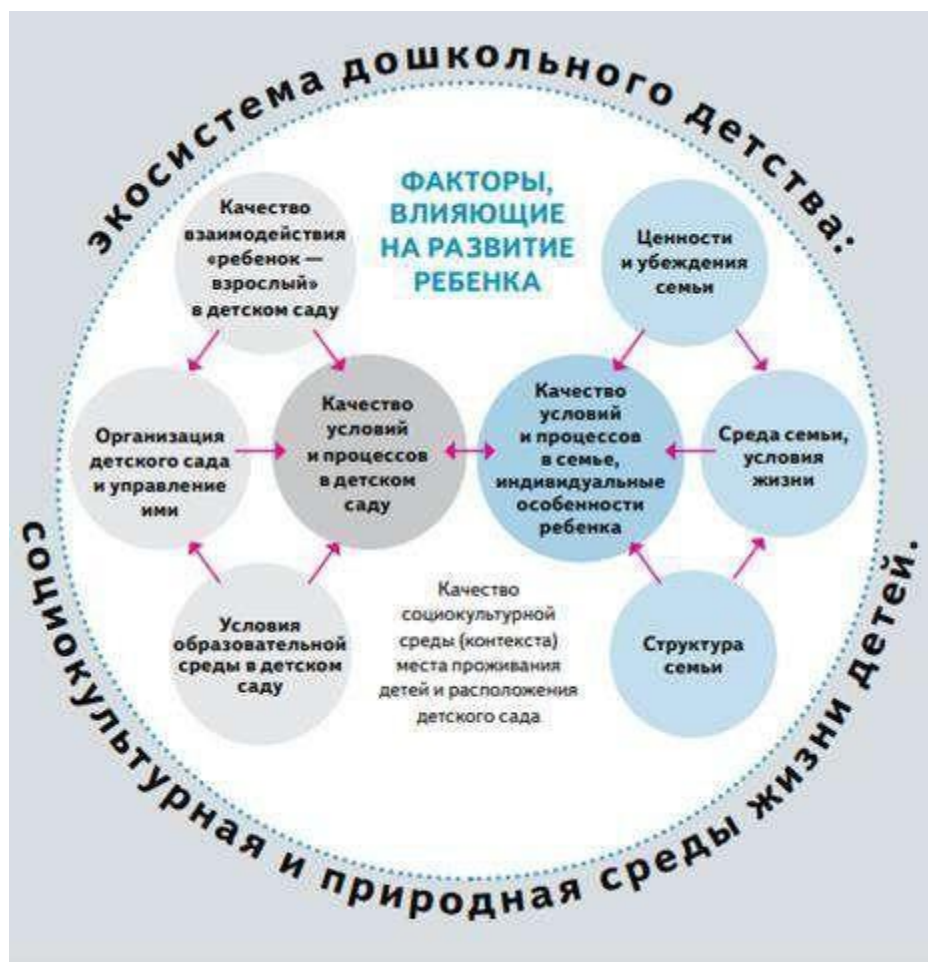 экосистема дошкольного детства:
ФАКТОРЫ,
ВЛИЯЮЩИЕ
НА РАЗВИТИЕ
РЕБЕНКА
Качество
взаимодействия
«ребенок —
взрослый»
в детском саду
Ценности
и убеждения
семьи
Организация
детского сада
и управление
ими
Качество
условий
и процессов
в детском
саду
Качество
условий
и процессов
в семье,
индивидуальные
особенности
ребенка
Среда семьи,
условия
жизни
Условия
образовательной
среды в детском
саду
Качество
социокультурной
среды (контекста)
места проживания
детей и расположения
детского сада
Структура
семьи
социокультурная и природная среды жизни детей.